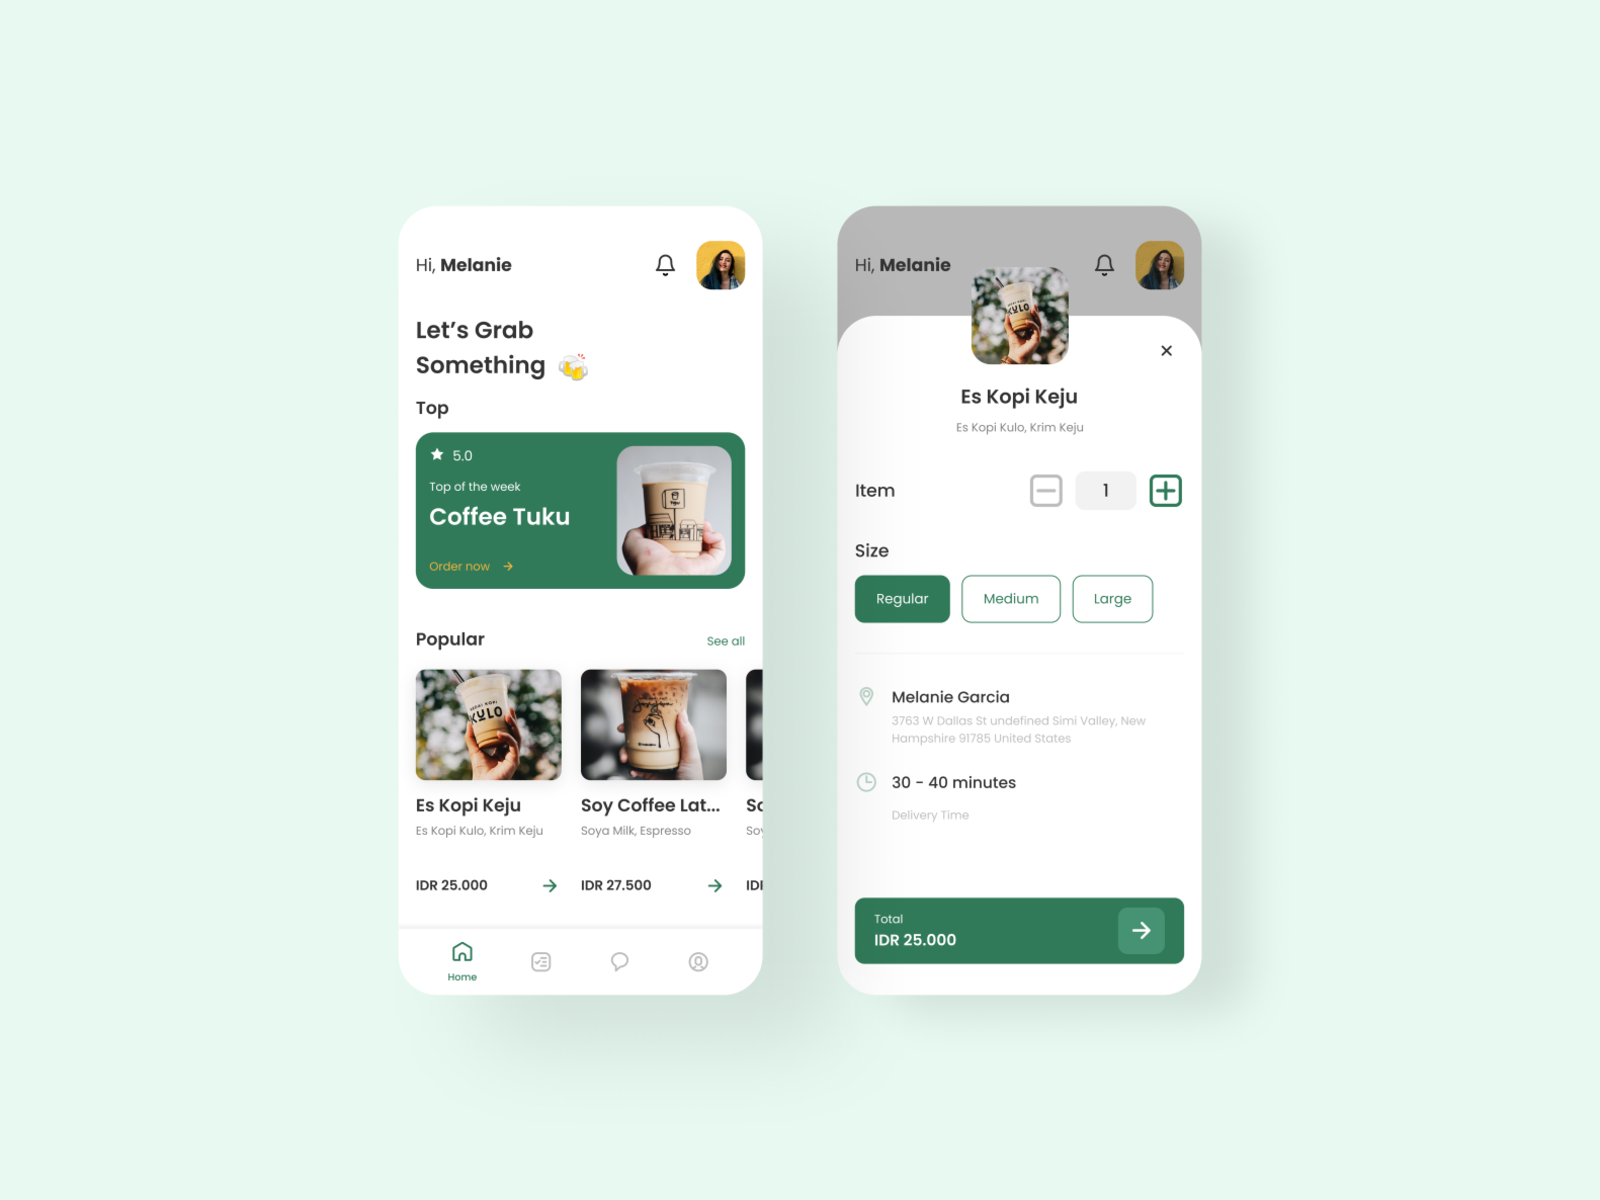 Hi, Melanie
Let's Grab
Something
Top
5.0
Top of the week
Coffee Tuku
Order now
TUKU
Popular
See all
KULO
Es Kopi Keju
Es Kopi Kulo, Krim Keju
IDR 25.000
Soy Coffee Lat...
Soya Milk, Espresso
IDR 27.500
Home
Hi, Melanie
KULO
Es Kopi Keju
Es Kopi Kulo, Krim Keju
Item
1
Size
Regular
Medium
Large
Melanie Garcia
3763 W Dallas St undefined Simi Valley, New
Hampshire 91785 United States
30 - 40 minutes
Delivery Time
Total
IDR 25.000